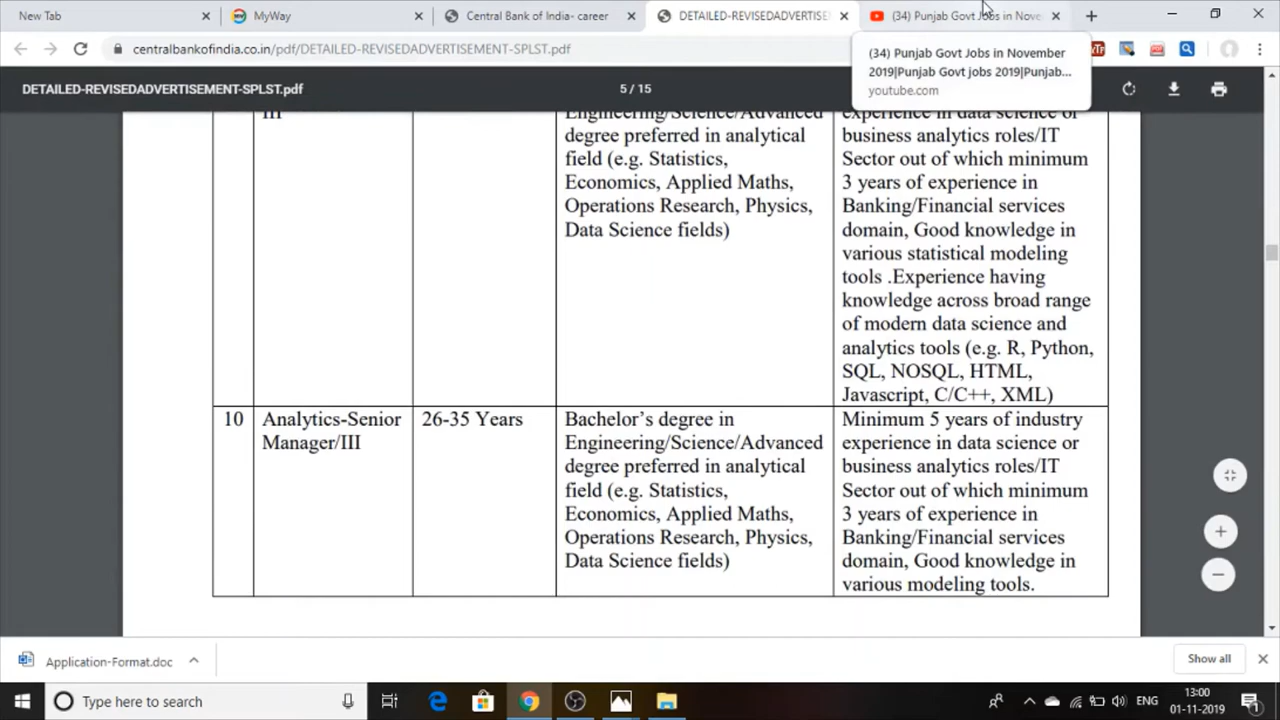 New Tab
MyWay
Central Bank of India- career
DETAILED-REVISEDADVERTISEME
(34) Punjab Govt Jobs in Nove
centralbankofindia.co.in/pdf/DETAILED-REVISEDADVERTISEMENT-SPLST.pdf
(34) Punjab Govt Jobs in November
2019|Punjab Govt jobs 2019|Punjab...
youtube.com
DETAILED-REVISEDADVERTISEMENT-SPLST.pdf
5 / 15
III
Engineering/Science/Advanced
degree preferred in analytical
field (e.g. Statistics,
Economics, Applied Maths,
Operations Research, Physics,
Data Science fields)
experience in data science or
business analytics roles/IT
Sector out of which minimum
3 years of experience in
Banking/Financial services
domain, Good knowledge in
various statistical modeling
tools .Experience having
knowledge across broad range
of modern data science and
analytics tools (e.g. R, Python,
SQL, NOSQL, HTML,
Javascript, C/C++, XML)
10
Analytics-Senior
Manager/III
26-35 Years
Bachelor's degree in
Engineering/Science/Advanced
degree preferred in analytical
field (e.g. Statistics,
Economics, Applied Maths,
Operations Research, Physics,
Data Science fields)
Minimum 5 years of industry
experience in data science or
business analytics roles/IT
Sector out of which minimum
3 years of experience in
Banking/Financial services
domain, Good knowledge in
various modeling tools.
Application-Format.doc
Show all
Type here to search
ENG
13:00
01-11-2019